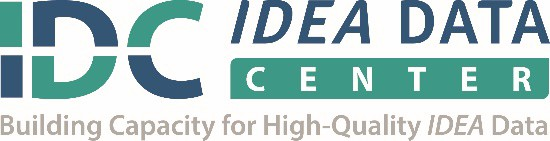 IDC
IDEA DATA
CENTER
Building Capacity for High-Quality IDEA Data